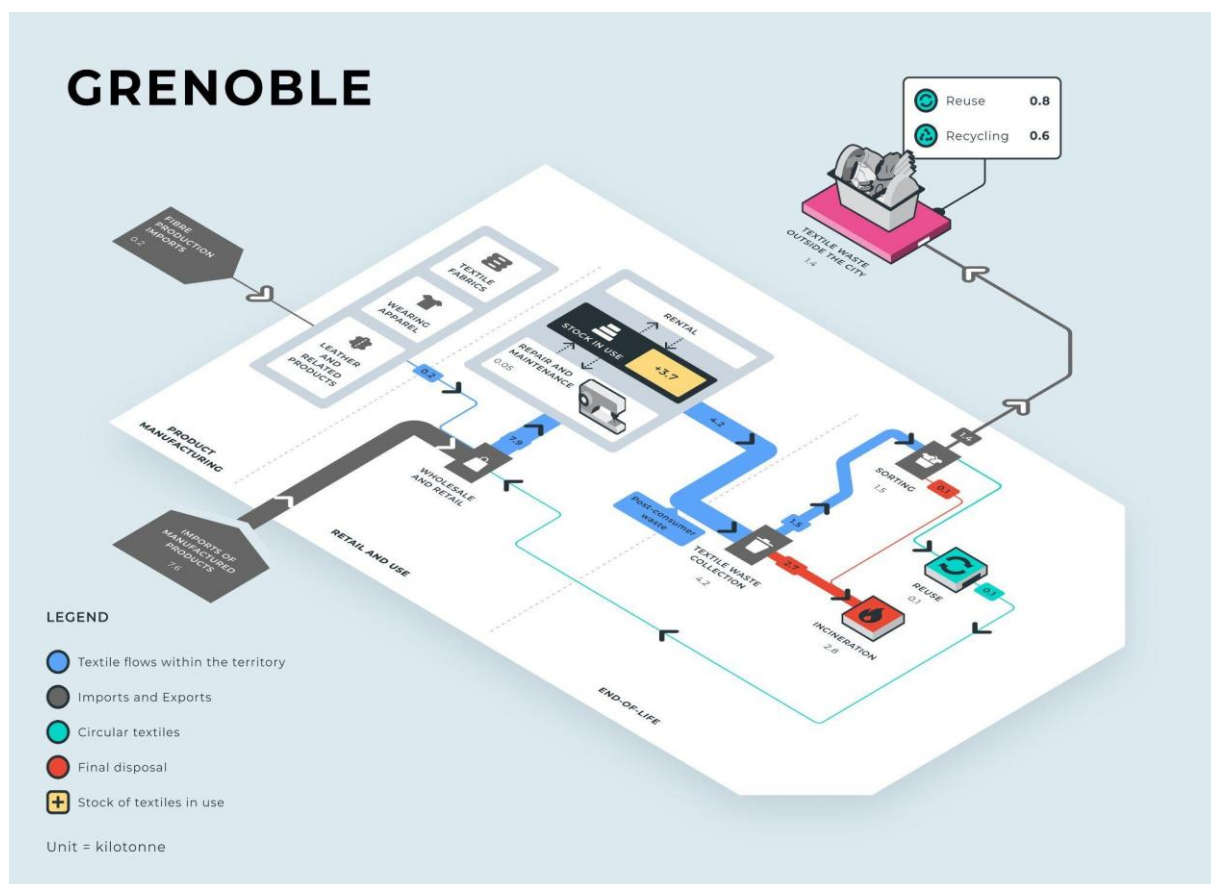 GRENOBLE
Reuse 0.8
Recycling 0.6
TEXTILE WASTE
OUTSIDE THE CITY
1.4
FIBRE
PRODUCTION
IMPORTS
0.2
TEXTILE
FABRICS
WEARING
APPAREL
LEATHER
AND
RELATED
PRODUCTS
0.2
RENTAL
STOCK IN USE
+3.7
REPAIR AND
MAINTENANCE
0.05
7.9
4.2
PRODUCT
MANUFACTURING
WHOLESALE
AND RETAIL
IMPORTS OF
MANUFACTURED
PRODUCTS
7.6
RETAIL AND USE
Post-consumer
waste
TEXTILE WASTE
COLLECTION
4.2
1.5
2.7
1.4
SORTING
1.5
0.1
REUSE
0.1
0.1
INCINERATION
2.8
END-OF-LIFE
LEGEND
Textile flows within the territory
Imports and Exports
Circular textiles
Final disposal
+ Stock of textiles in use
Unit = kilotonne